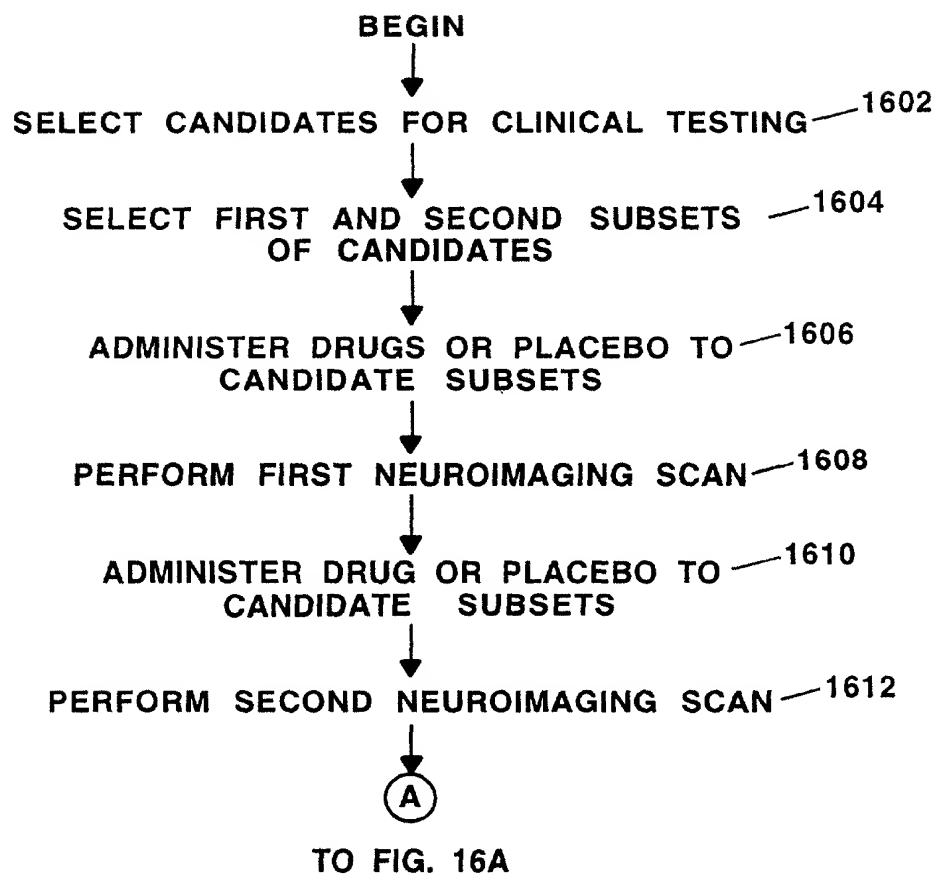 BEGIN
SELECT CANDIDATES FOR CLINICAL TESTING 1602
SELECT FIRST AND SECOND SUBSETS 1604
OF CANDIDATES
ADMINISTER DRUGS OR PLACEBO TO 1606
CANDIDATE SUBSETS
PERFORM FIRST NEUROIMAGING SCAN 1608
ADMINISTER DRUG OR PLACEBO TO 1610
CANDIDATE SUBSETS
PERFORM SECOND NEUROIMAGING SCAN 1612
A
TO FIG. 16A